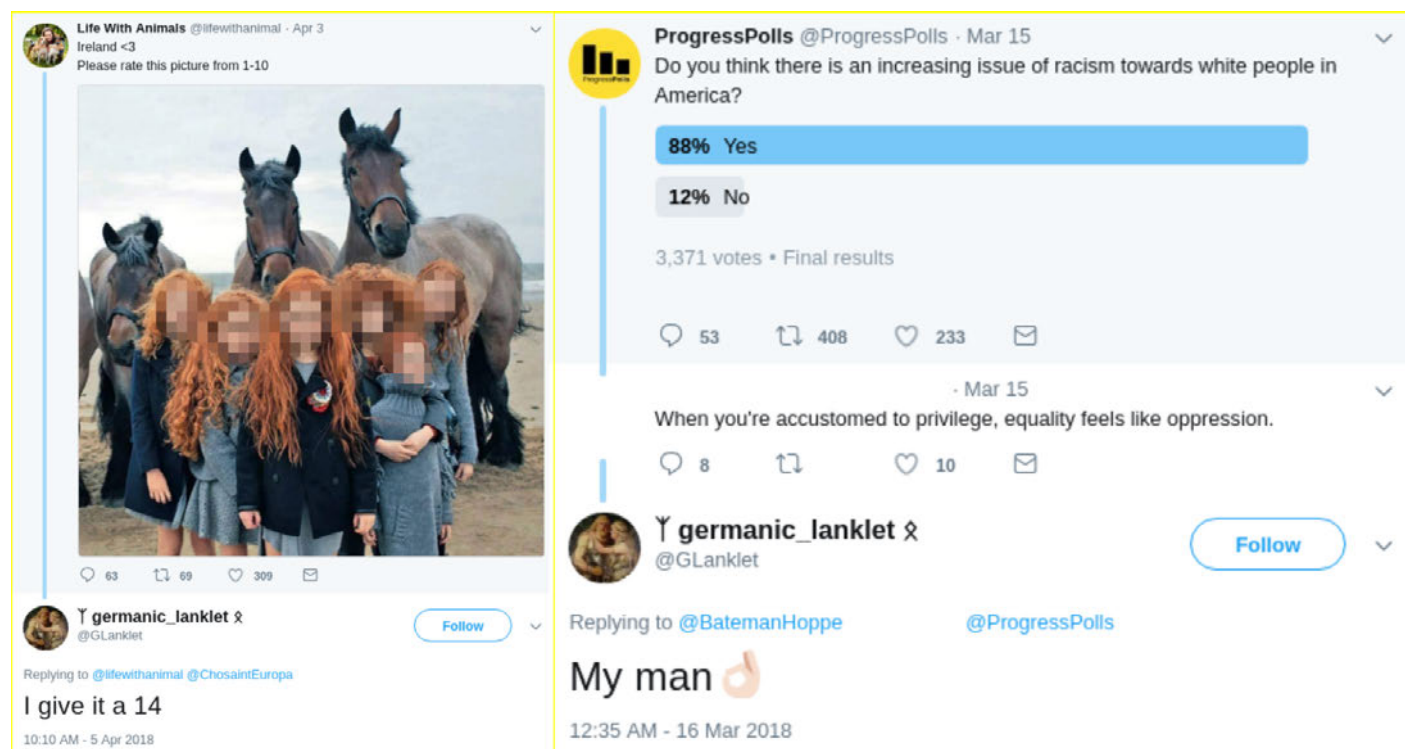 Life With Animals @lifewithanimal · Apr 3
Ireland <3
Please rate this picture from 1-10
63 69 309
ᛉ germanic_lanklet ᛟ
@GLanklet
Follow
Replying to @lifewithanimal @ChosaintEuropa
I give it a 14
10:10 AM - 5 Apr 2018
ProgressPolls @ProgressPolls · Mar 15
Do you think there is an increasing issue of racism towards white people in
America?
88% Yes
12% No
3,371 votes • Final results
53 408 233
· Mar 15
When you're accustomed to privilege, equality feels like oppression.
8 10
ᛉ germanic_lanklet ᛟ
@GLanklet
Follow
Replying to @BatemanHoppe @ProgressPolls
My man👌🏻
12:35 AM - 16 Mar 2018